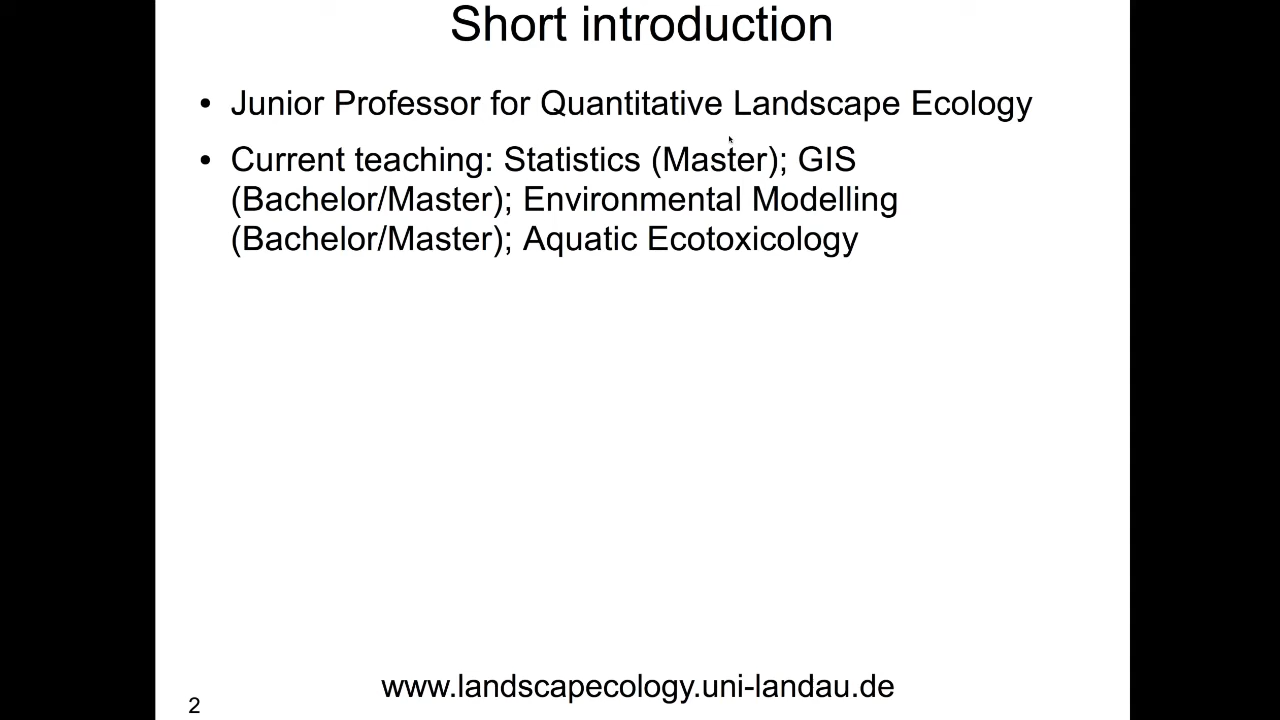 Short introduction
• Junior Professor for Quantitative Landscape Ecology
• Current teaching: Statistics (Master); GIS
(Bachelor/Master); Environmental Modelling
(Bachelor/Master); Aquatic Ecotoxicology
www.landscapecology.uni-landau.de
2